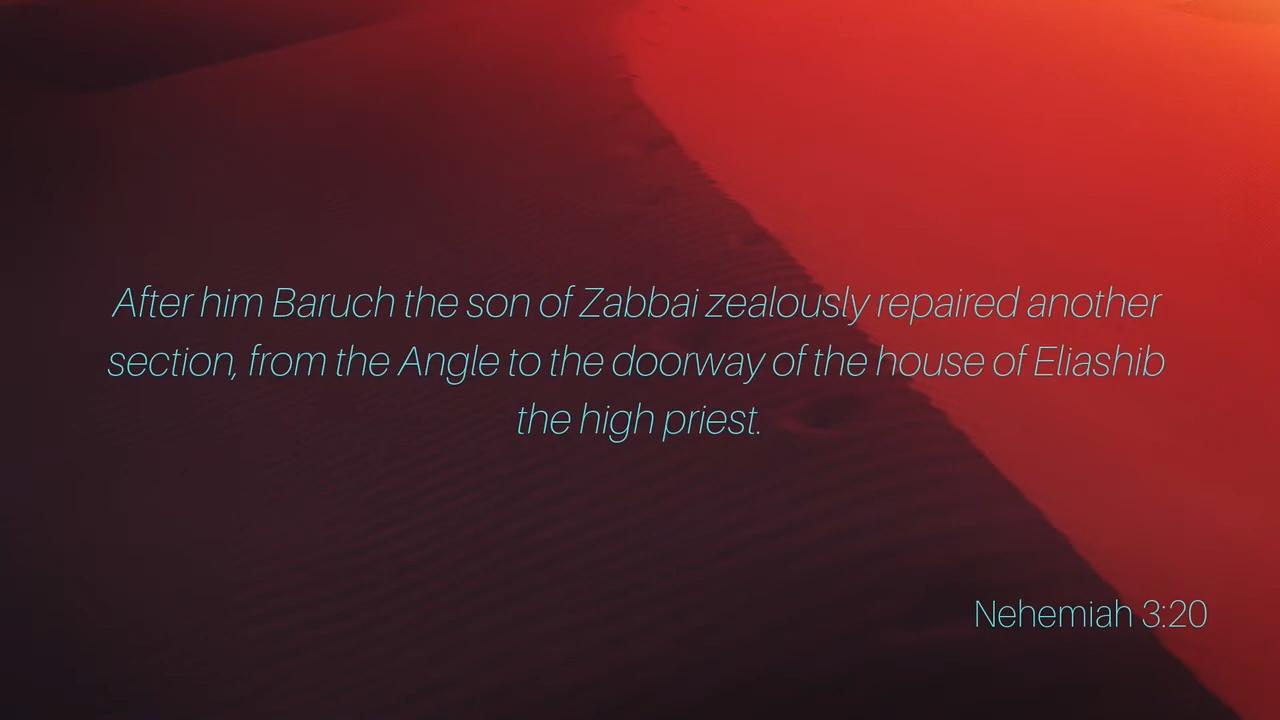 After him Baruch the son of Zabbai zealously repaired another
section, from the Angle to the doorway of the house of Eliashib
the high priest.
Nehemiah 3:20